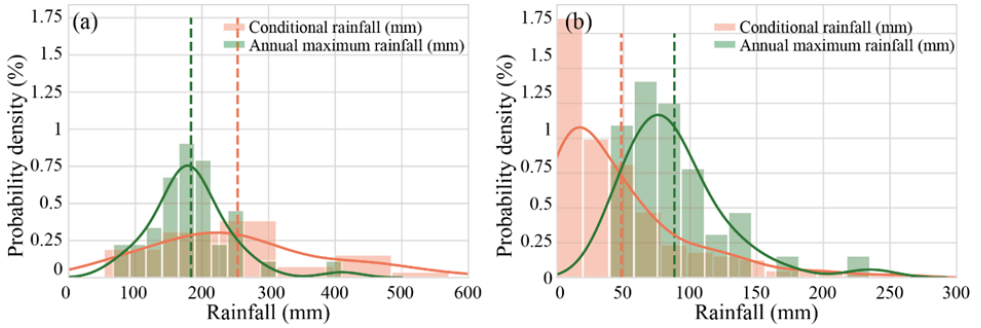 (a)
Conditional rainfall (mm)
Annual maximum rainfall (mm)
Probability density (%)
1.75
1.5
1.25
1
0.75
0.5
0.25
0
0 100 200 300 400 500 600
Rainfall (mm)
(b)
Conditional rainfall (mm)
Annual maximum rainfall (mm)
Probability density (%)
1.75
1.5
1.25
1
0.75
0.5
0.25
0
0 50 100 150 200 250 300
Rainfall (mm)